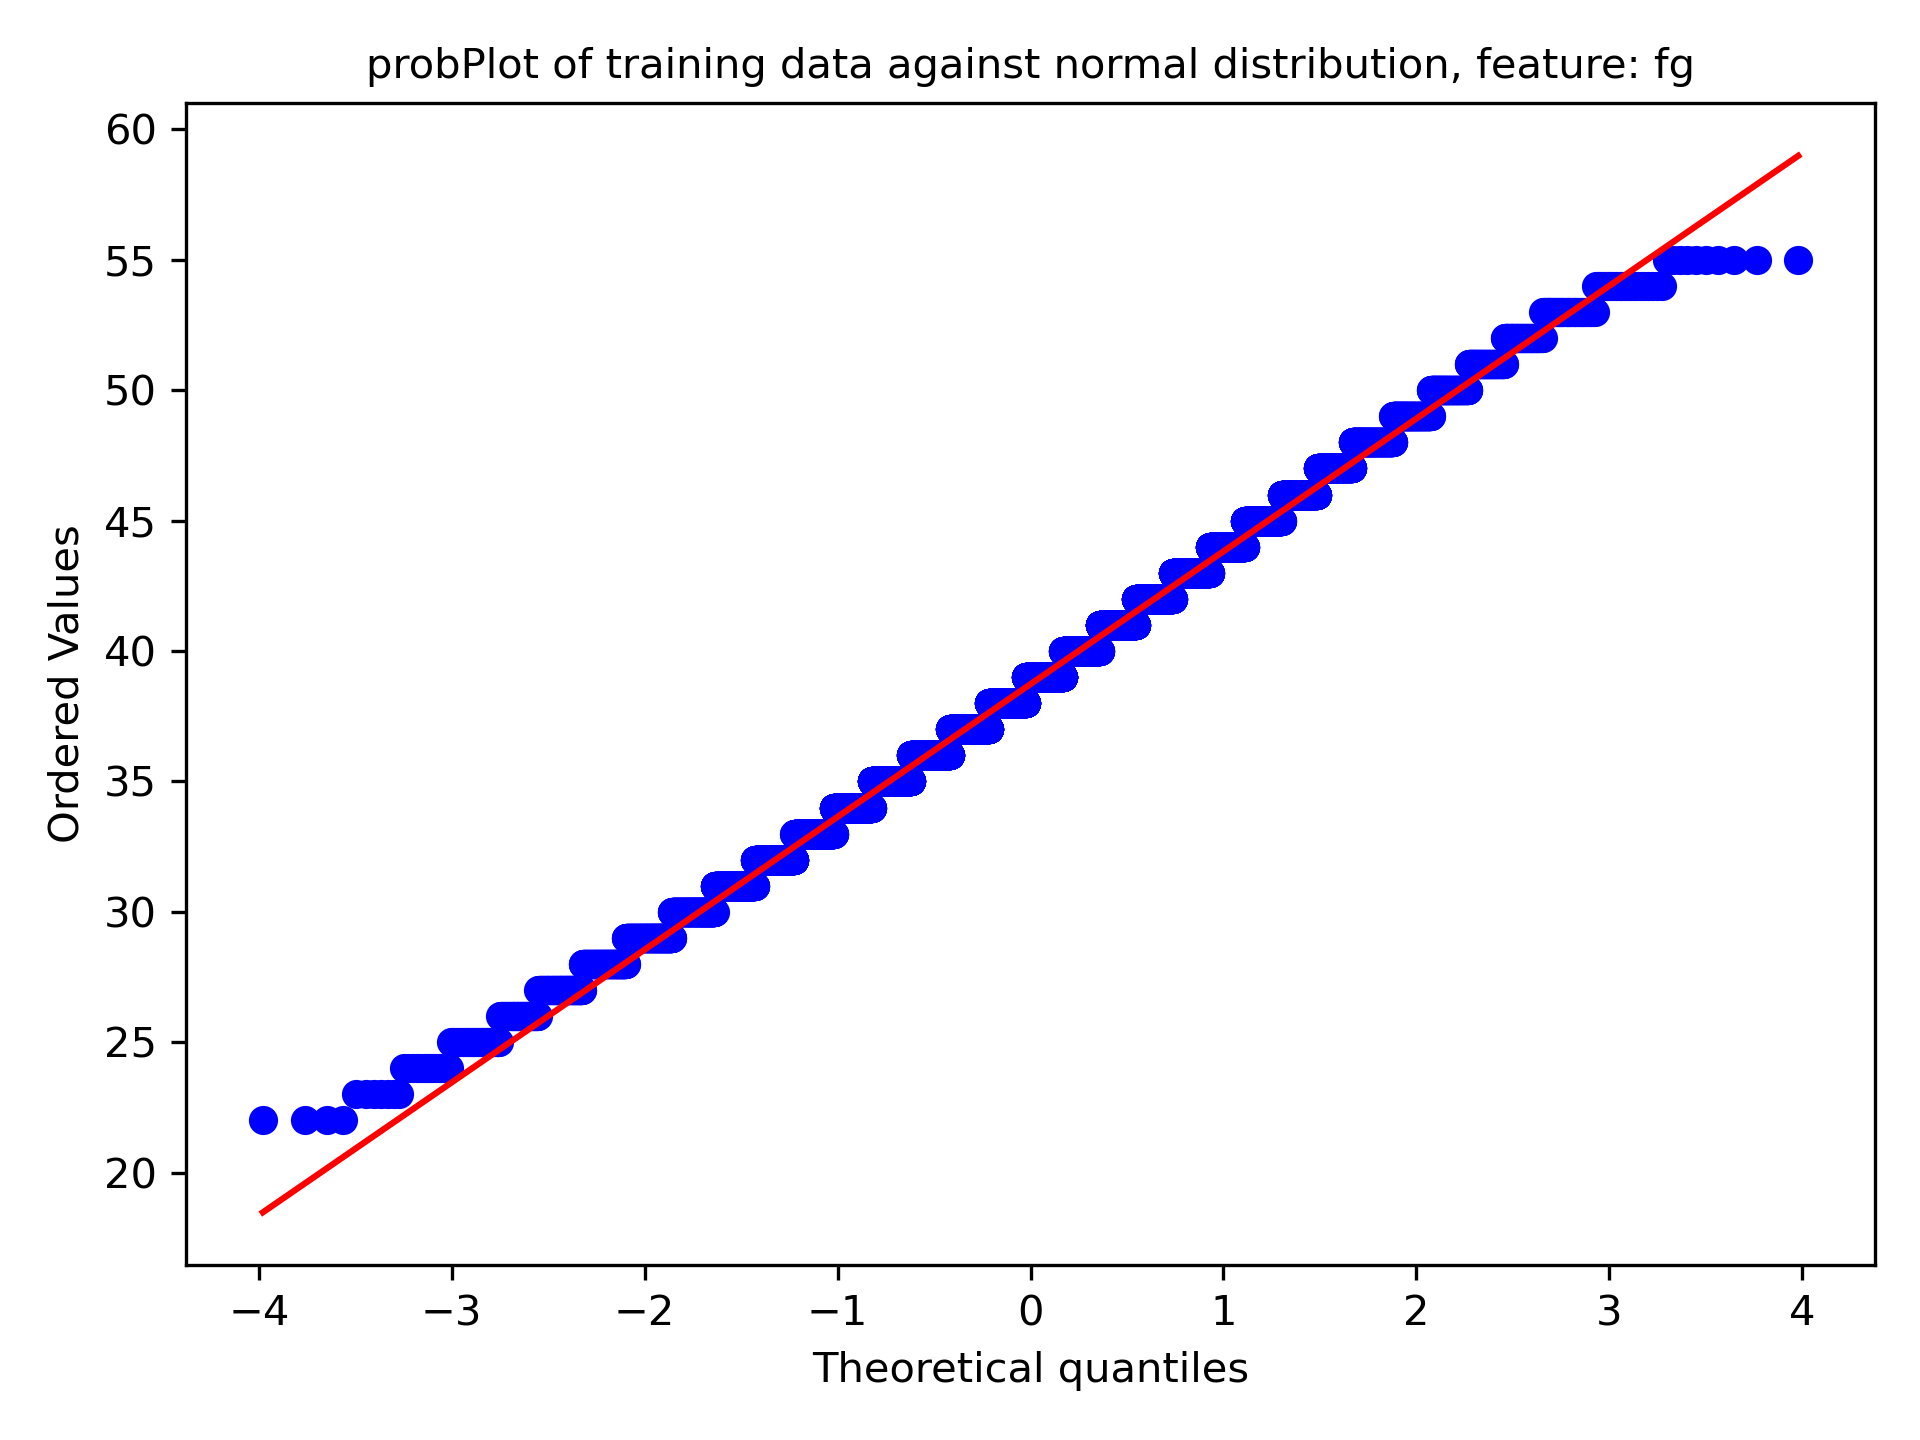 probPlot of training data against normal distribution, feature: fg
60
55
50
45
40
35
30
25
20
Ordered Values
−4 −3 −2 −1 0 1 2 3 4
Theoretical quantiles